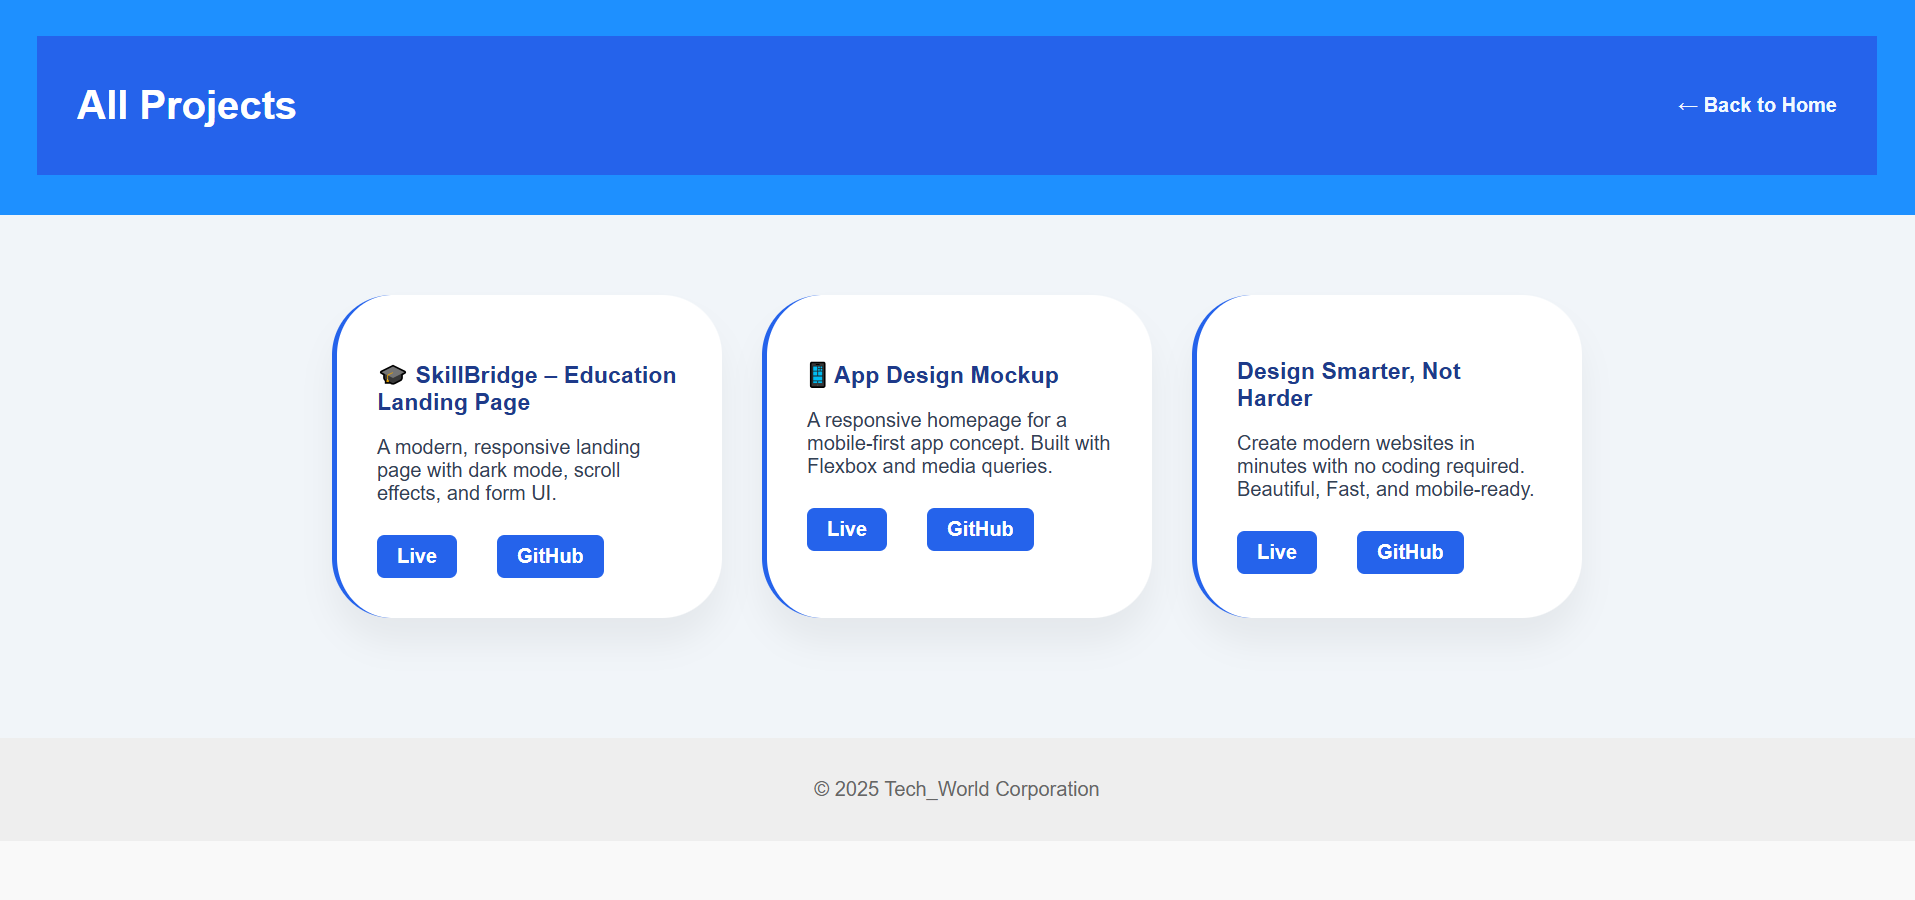 All Projects
← Back to Home
🎓 SkillBridge – Education
Landing Page
A modern, responsive landing
page with dark mode, scroll
effects, and form UI.
Live
GitHub
📱 App Design Mockup
A responsive homepage for a
mobile-first app concept. Built with
Flexbox and media queries.
Live
GitHub
Design Smarter, Not
Harder
Create modern websites in
minutes with no coding required.
Beautiful, Fast, and mobile-ready.
Live
GitHub
© 2025 Tech_World Corporation